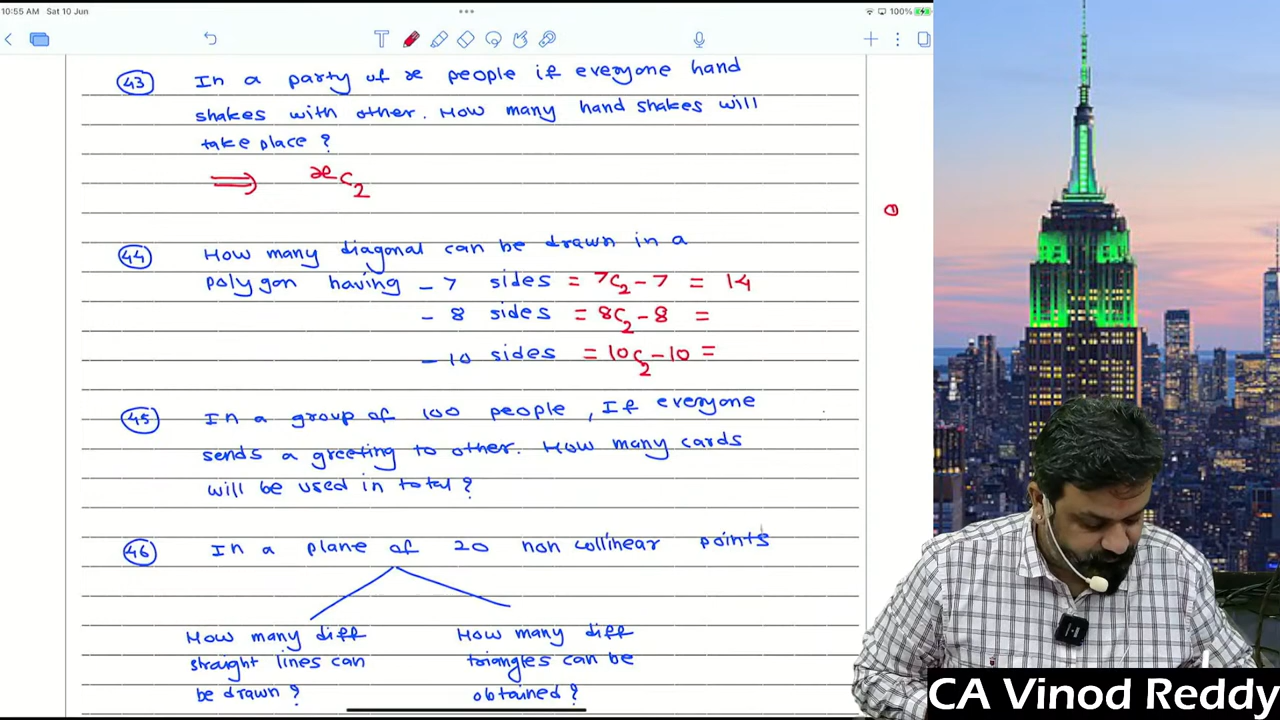 10:55 AM Sat 10 Jun
100%
43 In a party of x people if everyone hand
shakes with other. How many hand shakes will
take place ?
⟹ xC2
44 How many diagonal can be drawn in a
polygon having - 7 sides = 7C2 - 7 = 14
- 8 sides = 8C2 - 8 =
- 10 sides = 10C2 - 10 =
45 In a group of 100 people, If everyone
sends a greeting to other. How many cards
will be used in total ?
46 In a plane of 20 non collinear points
How many diff
straight lines can
be drawn ?
How many diff
triangles can be
obtained ?
CA Vinod Reddy